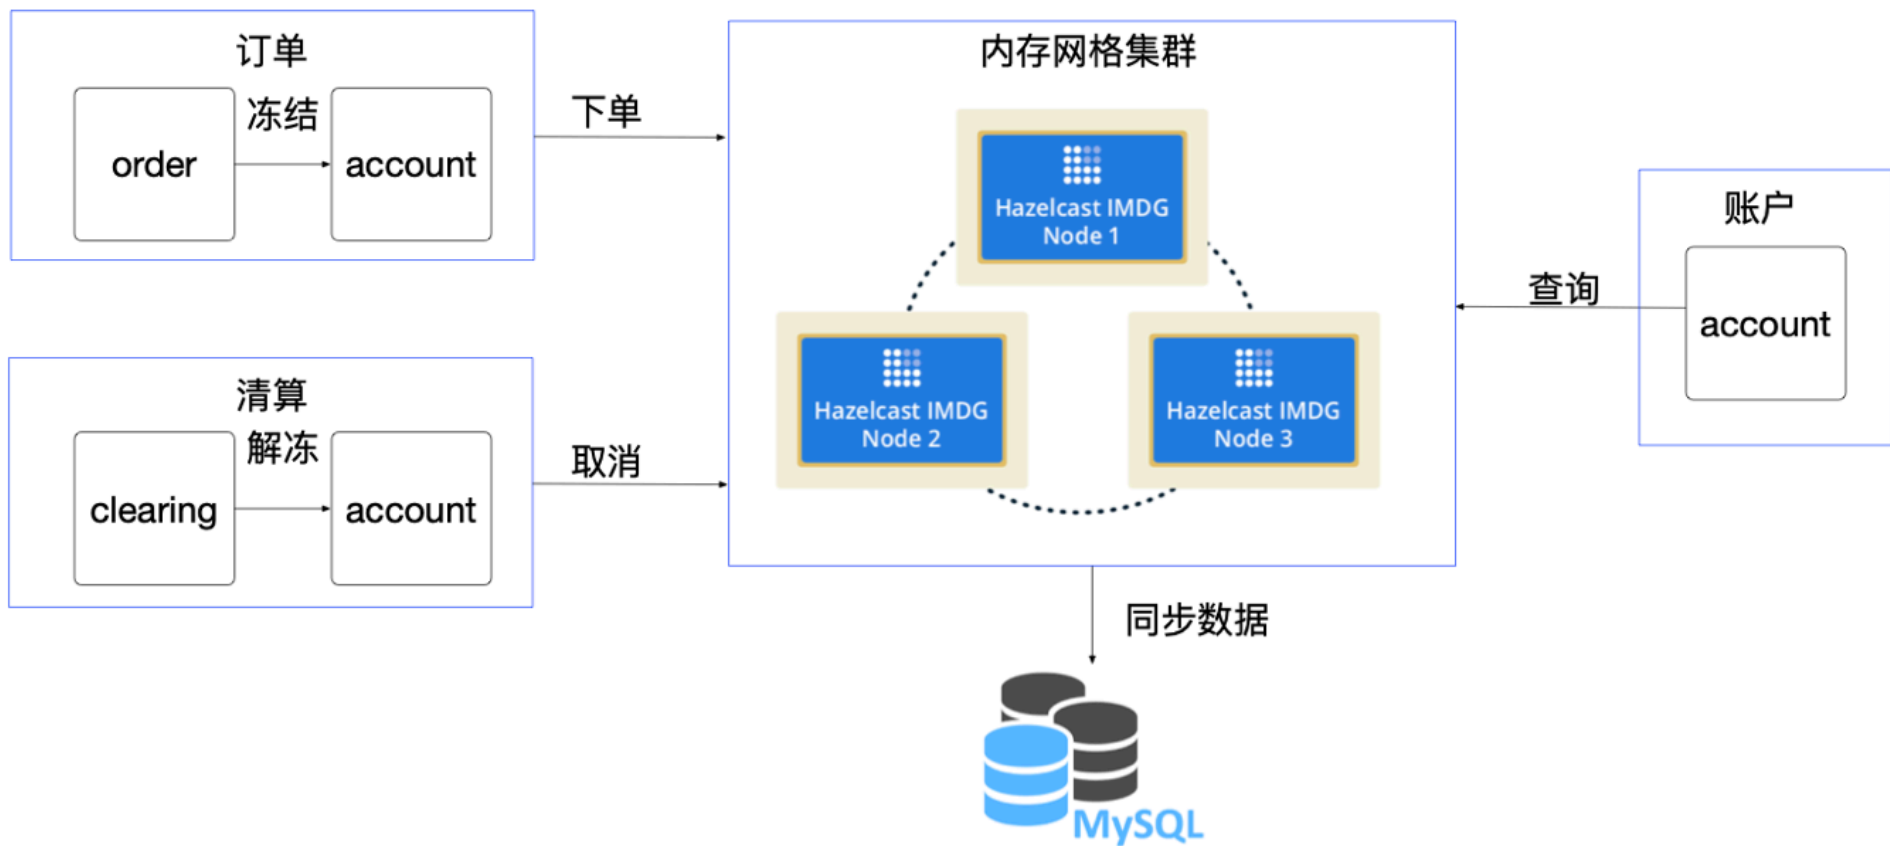 订单
order
冻结
account
下单
清算
clearing
解冻
account
取消
内存网格集群
Hazelcast IMDG
Node 1
Hazelcast IMDG
Node 2
Hazelcast IMDG
Node 3
账户
account
查询
同步数据
MySQL